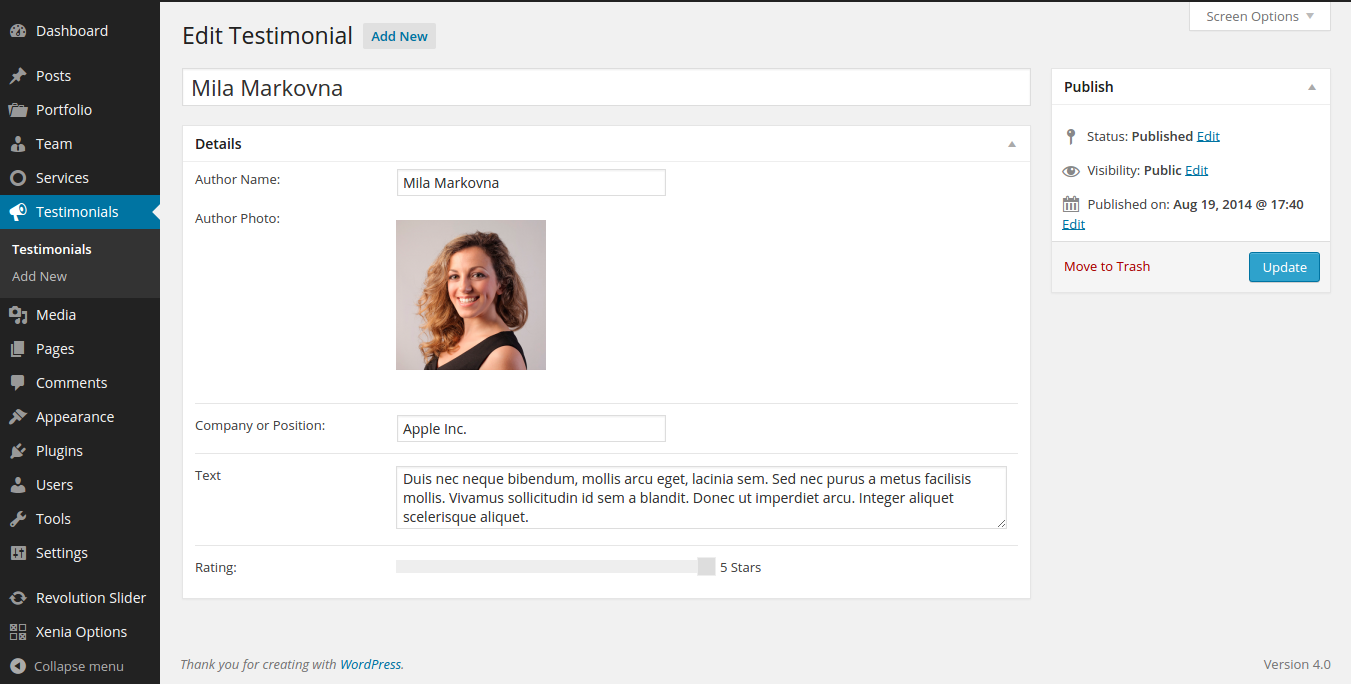 Dashboard
Posts
Portfolio
Team
Services
Testimonials
Testimonials
Add New
Media
Pages
Comments
Appearance
Plugins
Users
Tools
Settings
Revolution Slider
Xenia Options
Collapse menu
Screen Options
Edit Testimonial Add New
Mila Markovna
Details
Author Name: Mila Markovna
Author Photo:
Company or Position: Apple Inc.
Text
Duis nec neque bibendum, mollis arcu eget, lacinia sem. Sed nec purus a metus facilisis
mollis. Vivamus sollicitudin id sem a blandit. Donec ut imperdiet arcu. Integer aliquet
scelerisque aliquet.
Rating: 5 Stars
Publish
Status: Published Edit
Visibility: Public Edit
Published on: Aug 19, 2014 @ 17:40
Edit
Move to Trash Update
Thank you for creating with WordPress.
Version 4.0